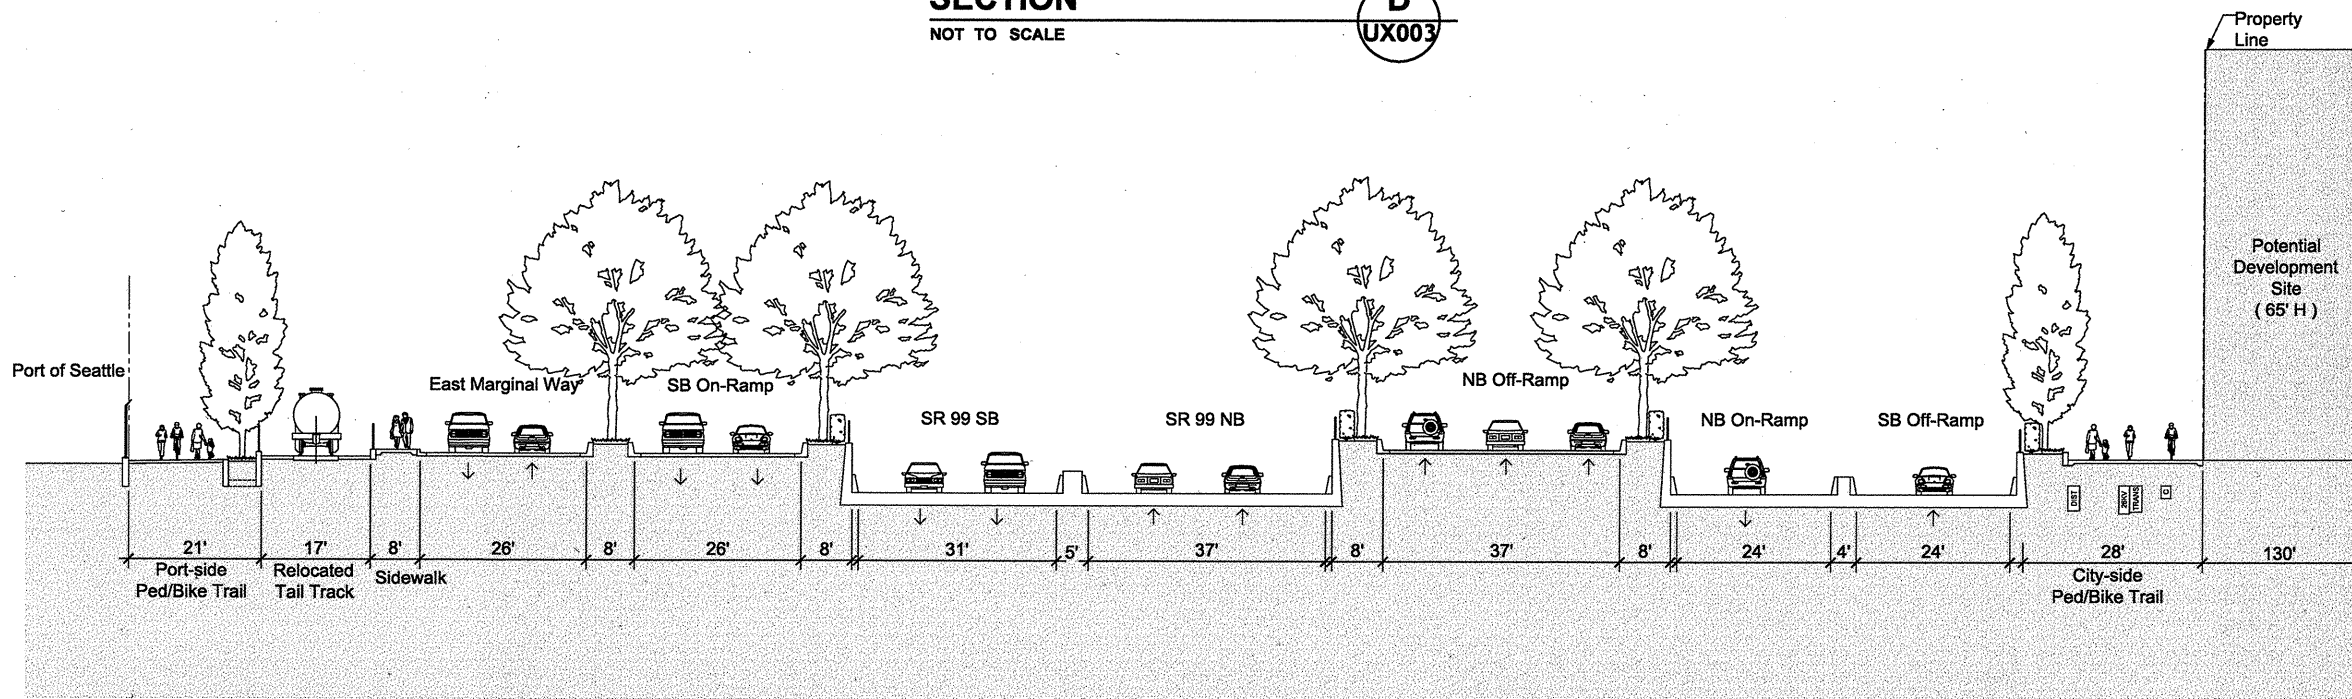 SECTION
D
UX003
NOT TO SCALE
Property
Line
Potential
Development
Site
( 65' H )
Port of Seattle
East Marginal Way
SB On-Ramp
SR 99 SB
SR 99 NB
NB Off-Ramp
NB On-Ramp
SB Off-Ramp
DIST
26KV
TRANS
C
21'
17'
8'
26'
8'
26'
8'
31'
5'
37'
8'
37'
8'
24'
4'
24'
28'
130'
Port-side
Ped/Bike Trail
Relocated
Tail Track
Sidewalk
City-side
Ped/Bike Trail